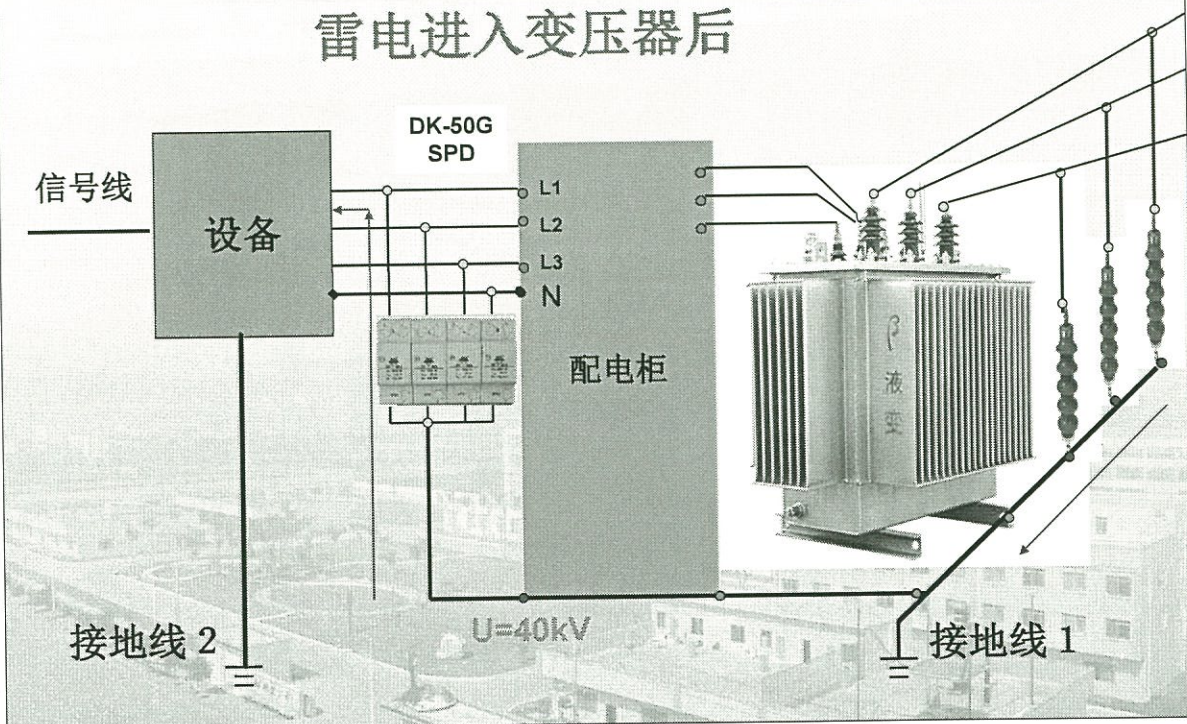 雷电进入变压器后
DK-50G
SPD
信号线
设备
L1
L2
L3
N
配电柜
液变
U=40kV
接地线 2
接地线 1